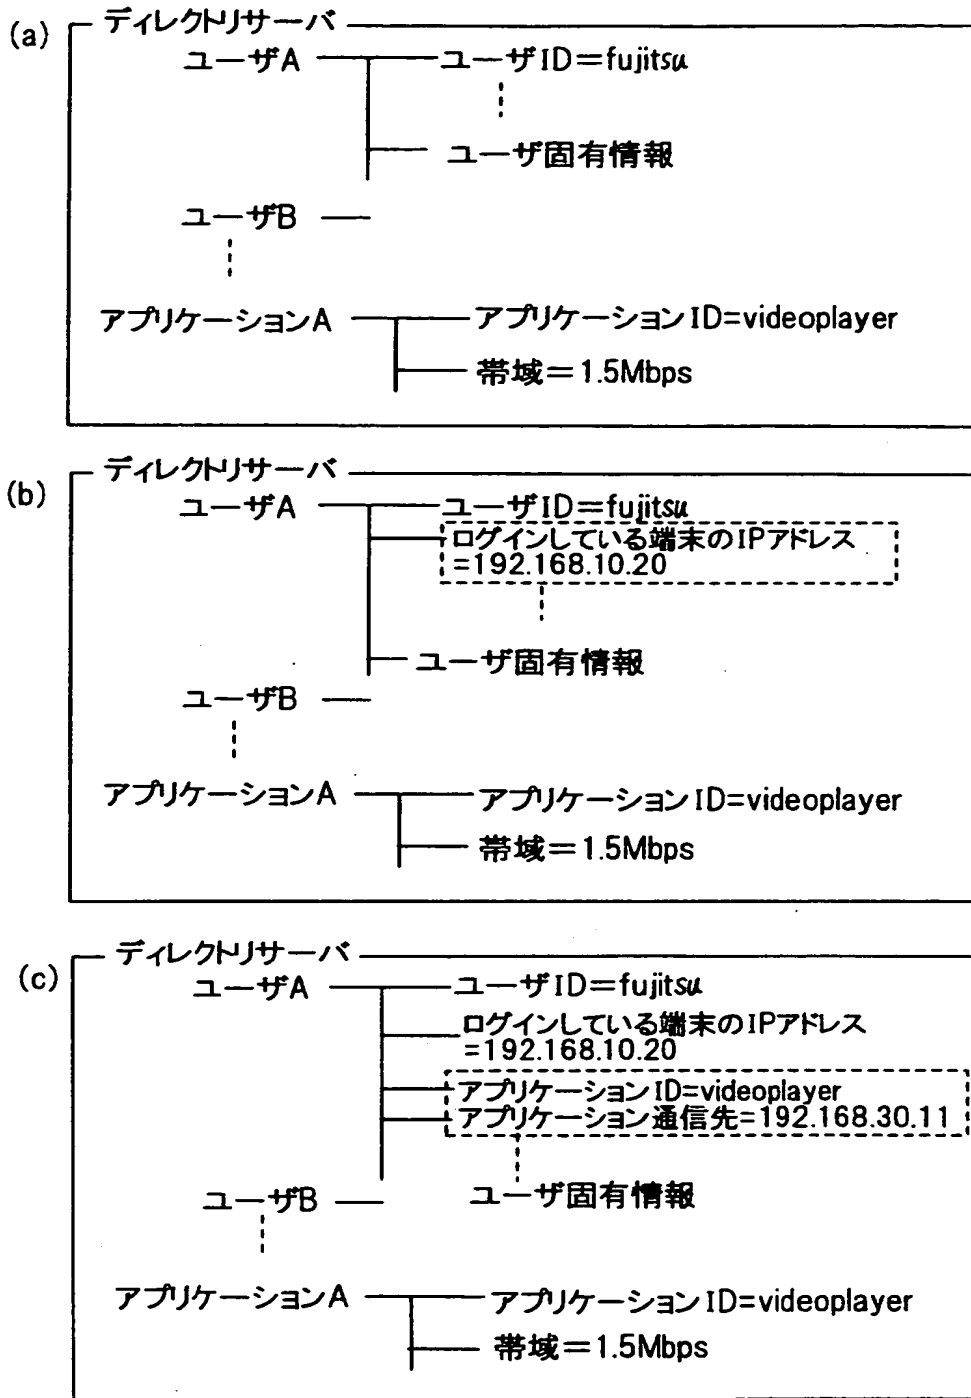 (a)
ディレクトリサーバ
ユーザA
ユーザID=fujitsu
ユーザ固有情報
ユーザB
アプリケーションA
アプリケーションID=videoplayer
帯域=1.5Mbps
(b)
ディレクトリサーバ
ユーザA
ユーザID=fujitsu
ログインしている端末のIPアドレス
=192.168.10.20
ユーザ固有情報
ユーザB
アプリケーションA
アプリケーションID=videoplayer
帯域=1.5Mbps
(c)
ディレクトリサーバ
ユーザA
ユーザID=fujitsu
ログインしている端末のIPアドレス
=192.168.10.20
アプリケーションID=videoplayer
アプリケーション通信先=192.168.30.11
ユーザB
ユーザ固有情報
アプリケーションA
アプリケーションID=videoplayer
帯域=1.5Mbps